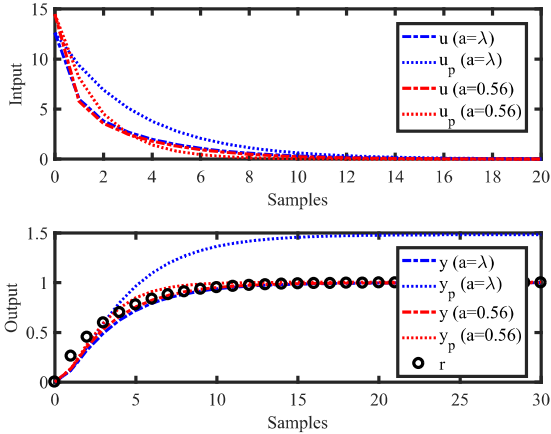 15
10
5
0
Intput
0
2
4
6
8
10
12
14
16
18
20
Samples
u (a=λ)
u_p (a=λ)
u (a=0.56)
u_p (a=0.56)
1.5
1
0.5
0
Output
0
5
10
15
20
25
30
Samples
y (a=λ)
y_p (a=λ)
y (a=0.56)
y_p (a=0.56)
r